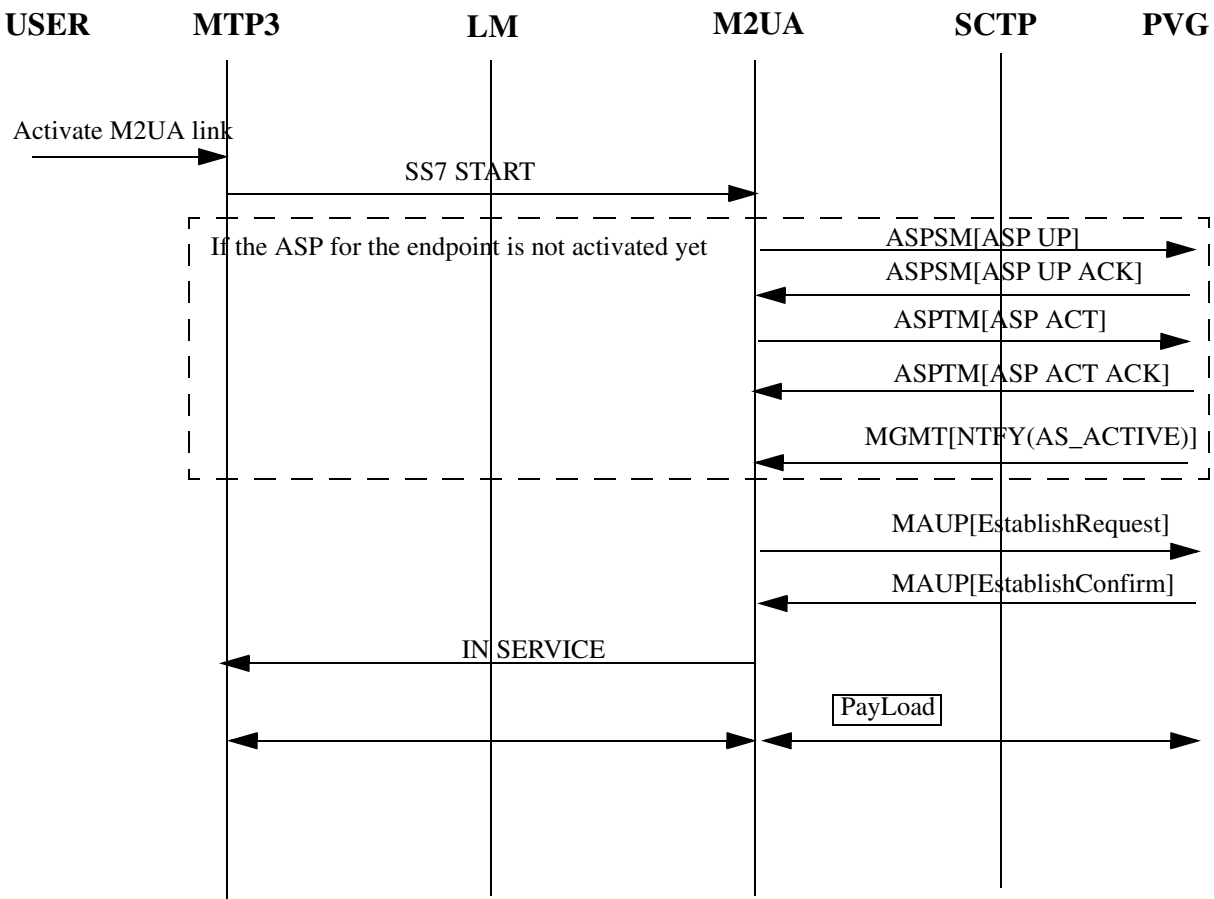 USER MTP3 LM M2UA SCTP PVG
Activate M2UA link
SS7 START
If the ASP for the endpoint is not activated yet
ASPSM[ASP UP]
ASPSM[ASP UP ACK]
ASPTM[ASP ACT]
ASPTM[ASP ACT ACK]
MGMT[NTFY(AS_ACTIVE)]
MAUP[EstablishRequest]
MAUP[EstablishConfirm]
IN SERVICE
PayLoad